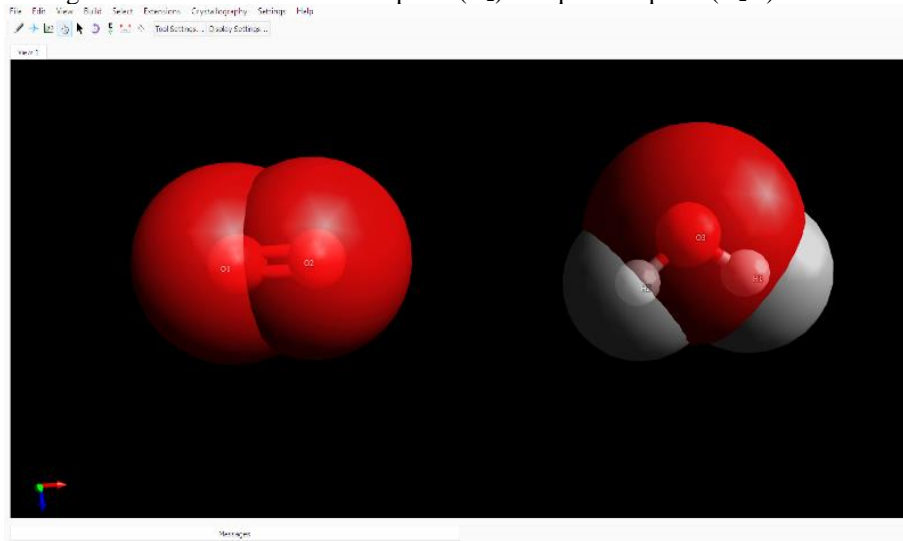 File Edit View Build Select Extensions Crystallography Settings Help
Tool Settings... Display Settings...
View 1
O1 O2 O3
H1
Messages